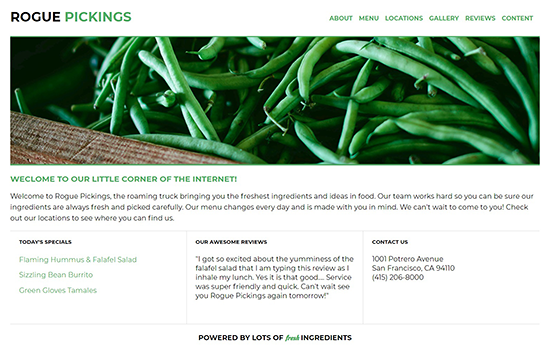 ROGUE PICKINGS
ABOUT MENU LOCATIONS GALLERY REVIEWS CONTENT
WECLOME TO OUR LITTLE CORNER OF THE INTERNET!
Welcome to Rogue Pickings, the roaming truck bringing you the freshest ingredients and ideas in food. Our team works hard so you can be sure our
ingredients are always fresh and picked carefully. Our menu changes every day and is made with you in mind. We can't wait to come to you! Check
out our locations to see where you can find us.
TODAY'S SPECIALS
Flaming Hummus & Falafel Salad
Sizzling Bean Burrito
Green Gloves Tamales
OUR AWESOME REVIEWS
"I got so excited about the yumminess of the
falafel salad that I am typing this review as I
inhale my lunch. Yes it is that good.... Service
was super friendly and quick. Can't wait see
you Rogue Pickings again tomorrow!"
CONTACT US
1001 Potrero Avenue
San Francisco, CA 94110
(415) 206-8000
POWERED BY LOTS OF fresh INGREDIENTS